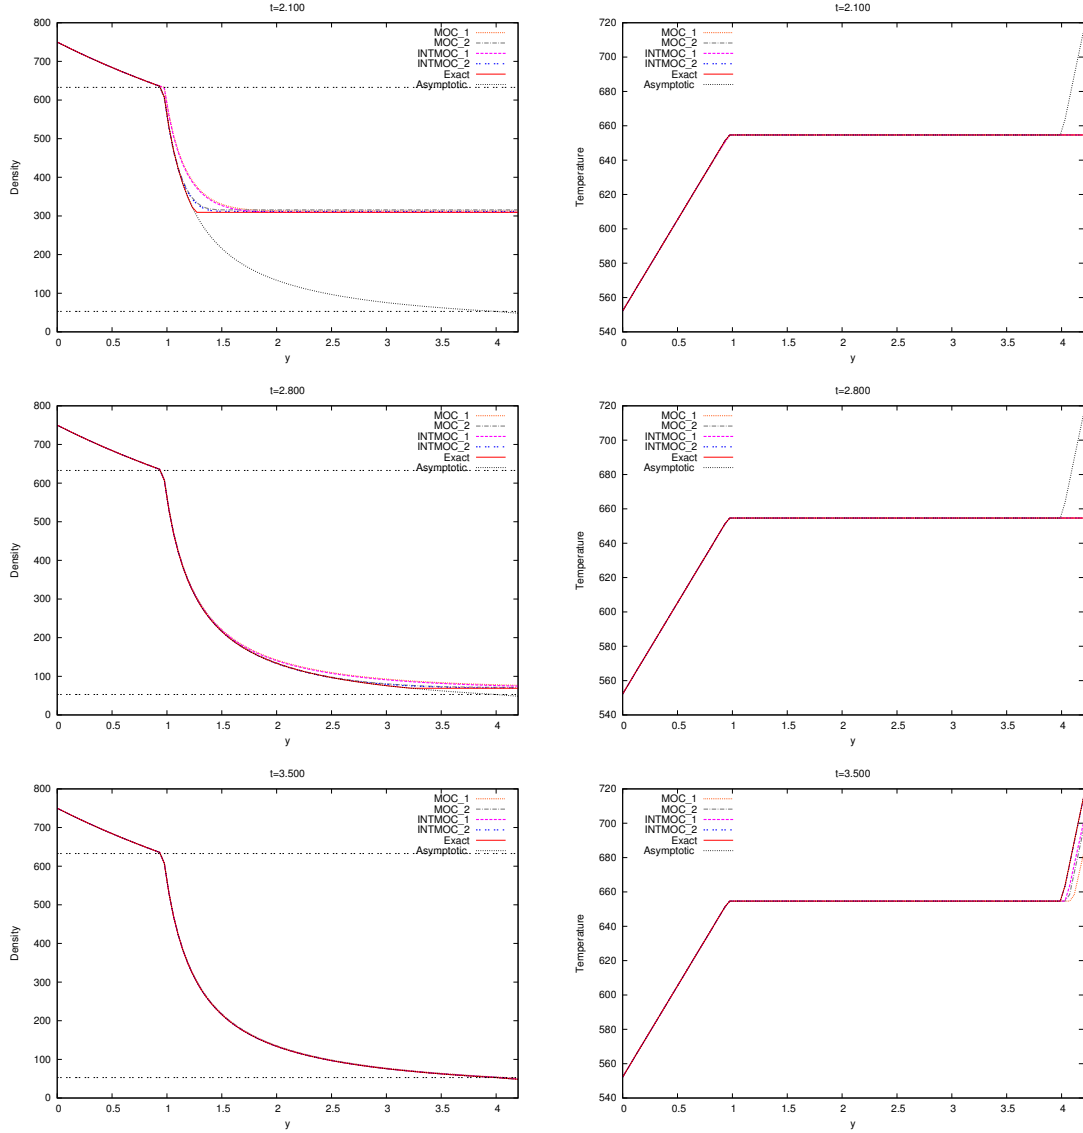 t=2.100
800
700
600
500
400
300
200
100
0
0 0.5 1 1.5 2 2.5 3 3.5 4
Density
y
MOC_1
MOC_2
INTMOC_1
INTMOC_2
Exact
Asymptotic
t=2.100
720
700
680
660
640
620
600
580
560
540
0 0.5 1 1.5 2 2.5 3 3.5 4
Temperature
y
MOC_1
MOC_2
INTMOC_1
INTMOC_2
Exact
Asymptotic
t=2.800
800
700
600
500
400
300
200
100
0
0 0.5 1 1.5 2 2.5 3 3.5 4
Density
y
MOC_1
MOC_2
INTMOC_1
INTMOC_2
Exact
Asymptotic
t=2.800
720
700
680
660
640
620
600
580
560
540
0 0.5 1 1.5 2 2.5 3 3.5 4
Temperature
y
MOC_1
MOC_2
INTMOC_1
INTMOC_2
Exact
Asymptotic
t=3.500
800
700
600
500
400
300
200
100
0
0 0.5 1 1.5 2 2.5 3 3.5 4
Density
y
MOC_1
MOC_2
INTMOC_1
INTMOC_2
Exact
Asymptotic
t=3.500
720
700
680
660
640
620
600
580
560
540
0 0.5 1 1.5 2 2.5 3 3.5 4
Temperature
y
MOC_1
MOC_2
INTMOC_1
INTMOC_2
Exact
Asymptotic